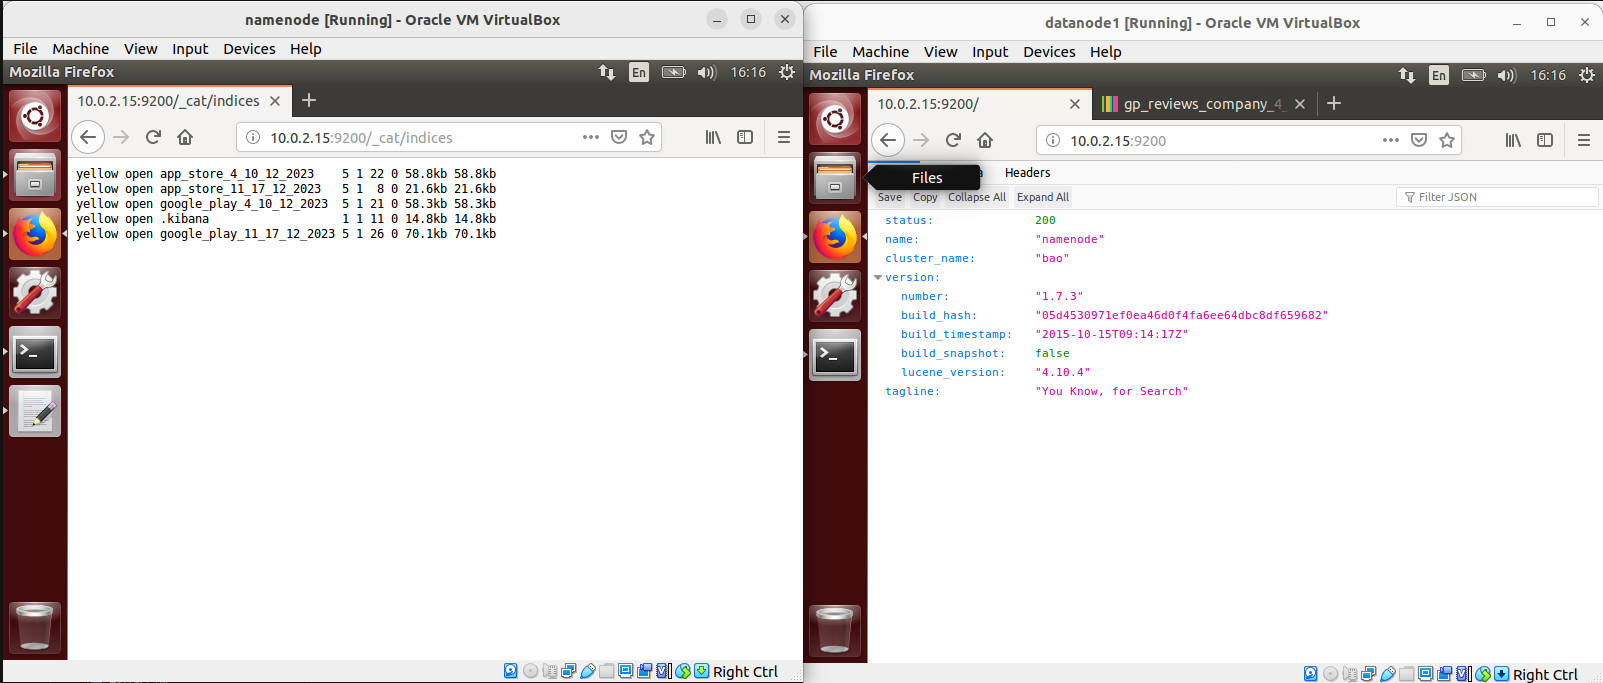 namenode [Running] - Oracle VM VirtualBox
File Machine View Input Devices Help
Mozilla Firefox
En
16:16
10.0.2.15:9200/_cat/indices
10.0.2.15:9200/_cat/indices
yellow open app_store_4_10_12_2023 5 1 22 0 58.8kb 58.8kb
yellow open app_store_11_17_12_2023 5 1 8 0 21.6kb 21.6kb
yellow open google_play_4_10_12_2023 5 1 21 0 58.3kb 58.3kb
yellow open .kibana 1 1 11 0 14.8kb 14.8kb
yellow open google_play_11_17_12_2023 5 1 26 0 70.1kb 70.1kb
Right Ctrl
datanode1 [Running] - Oracle VM VirtualBox
File Machine View Input Devices Help
Mozilla Firefox
En
16:16
10.0.2.15:9200/
gp_reviews_company_4
10.0.2.15:9200
Files
Headers
Save Copy Collapse All Expand All
Filter JSON
status: 200
name: "namenode"
cluster_name: "bao"
version:
number: "1.7.3"
build_hash: "05d4530971ef0ea46d0f4fa6ee64dbc8df659682"
build_timestamp: "2015-10-15T09:14:17Z"
build_snapshot: false
lucene_version: "4.10.4"
tagline: "You Know, for Search"
Right Ctrl